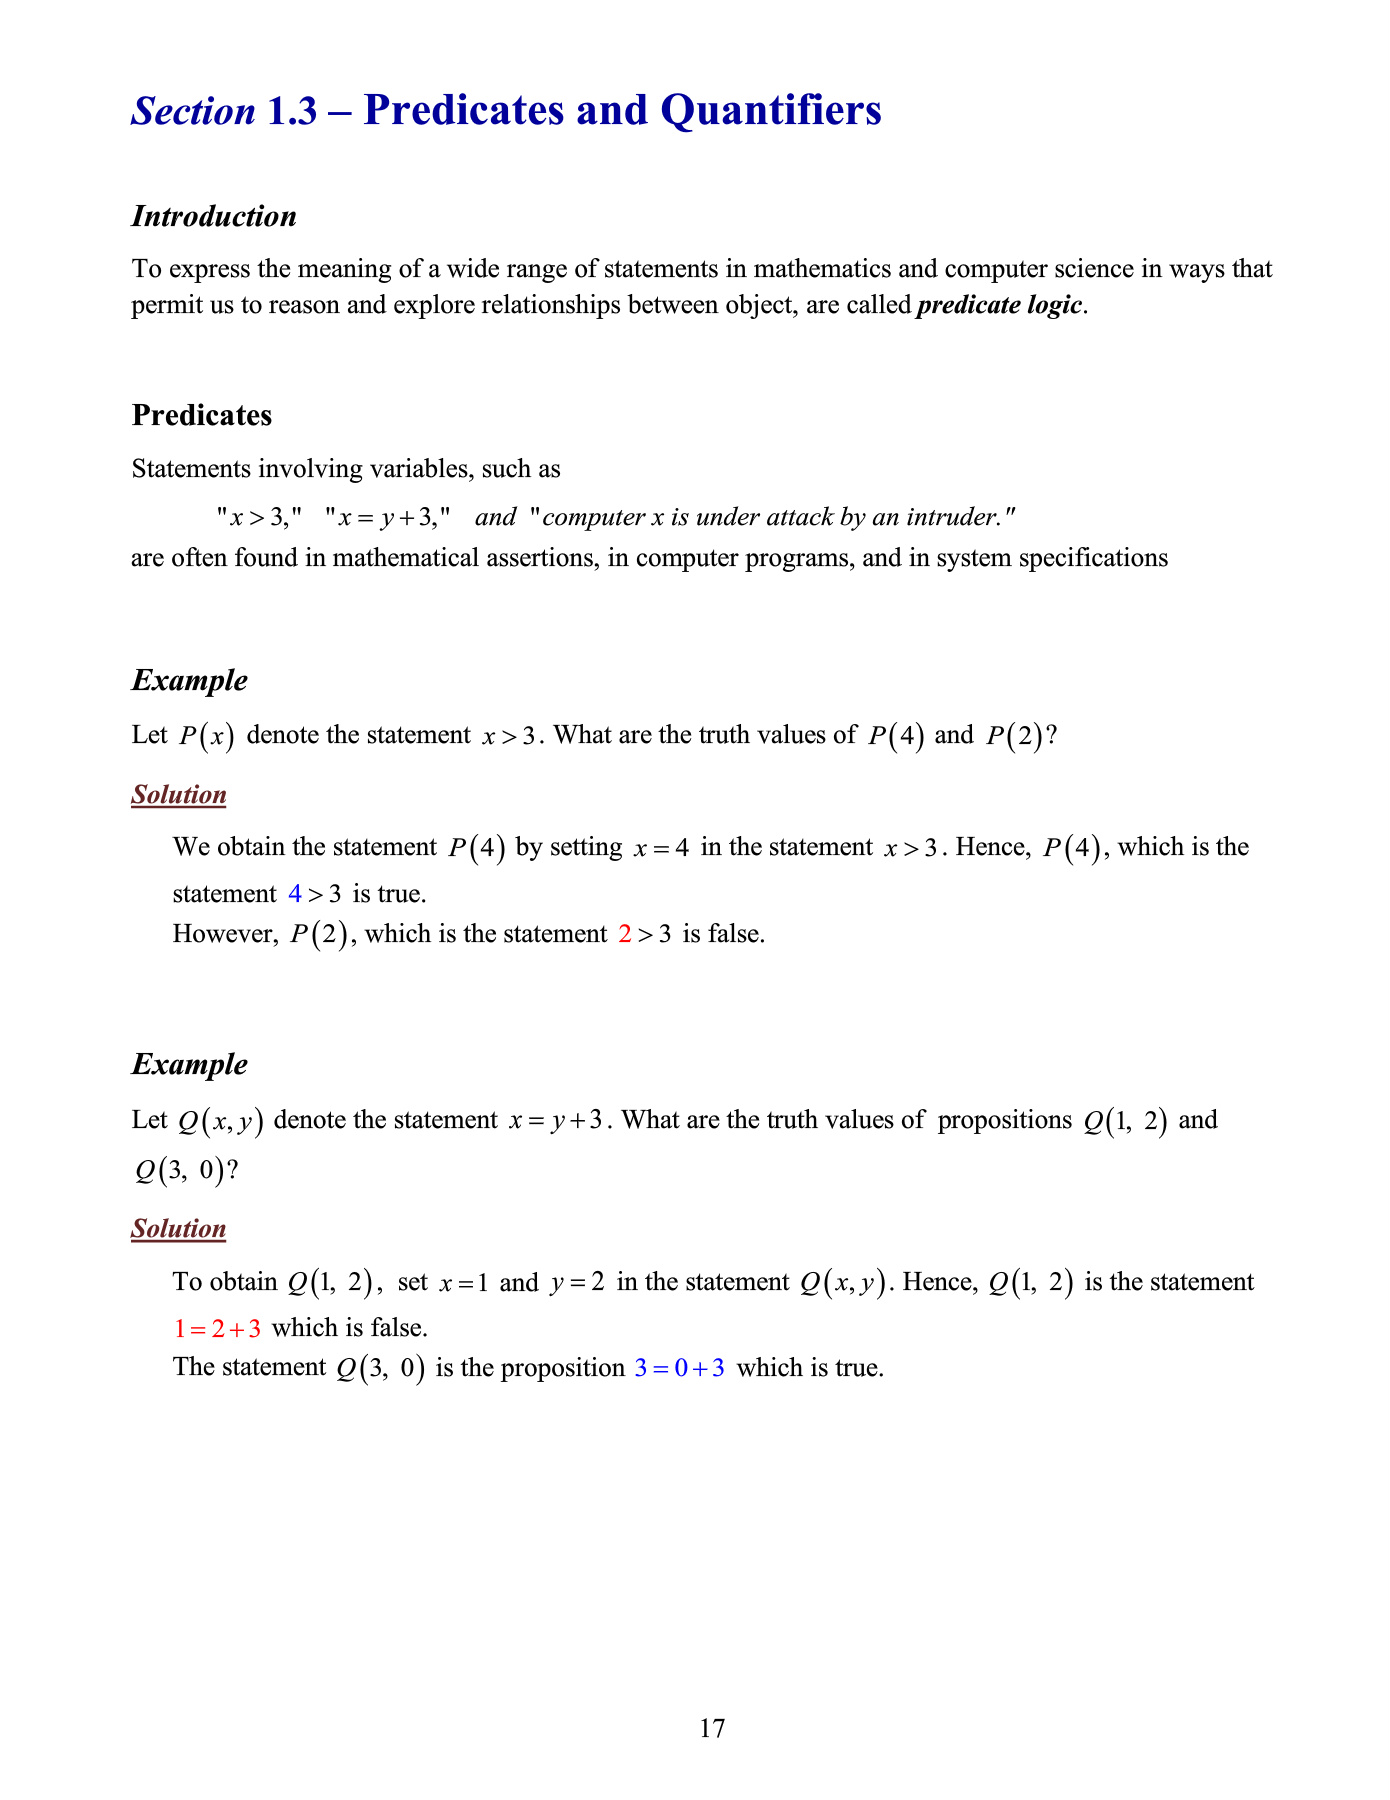 Section 1.3 – Predicates and Quantifiers
Introduction
To express the meaning of a wide range of statements in mathematics and computer science in ways that
permit us to reason and explore relationships between object, are called predicate logic.
Predicates
Statements involving variables, such as
"x > 3," "x = y + 3," and "computer x is under attack by an intruder."
are often found in mathematical assertions, in computer programs, and in system specifications
Example
Let P(x) denote the statement x > 3. What are the truth values of P(4) and P(2)?
Solution
We obtain the statement P(4) by setting x = 4 in the statement x > 3. Hence, P(4), which is the
statement 4 > 3 is true.
However, P(2), which is the statement 2 > 3 is false.
Example
Let Q(x, y) denote the statement x = y + 3. What are the truth values of propositions Q(1, 2) and
Q(3, 0)?
Solution
To obtain Q(1, 2), set x = 1 and y = 2 in the statement Q(x, y). Hence, Q(1, 2) is the statement
1 = 2 + 3 which is false.
The statement Q(3, 0) is the proposition 3 = 0 + 3 which is true.
17